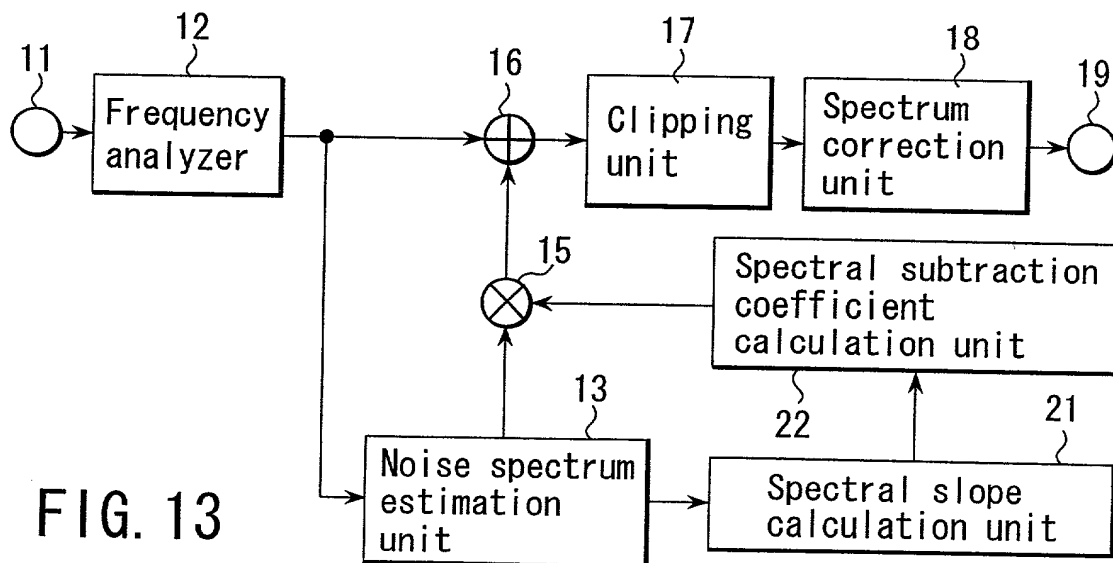 11
12
Frequency
analyzer
16
17
Clipping
unit
18
Spectrum
correction
unit
19
15
Spectral subtraction
coefficient
calculation unit
22
13
Noise spectrum
estimation
unit
21
Spectral slope
calculation unit
FIG. 13